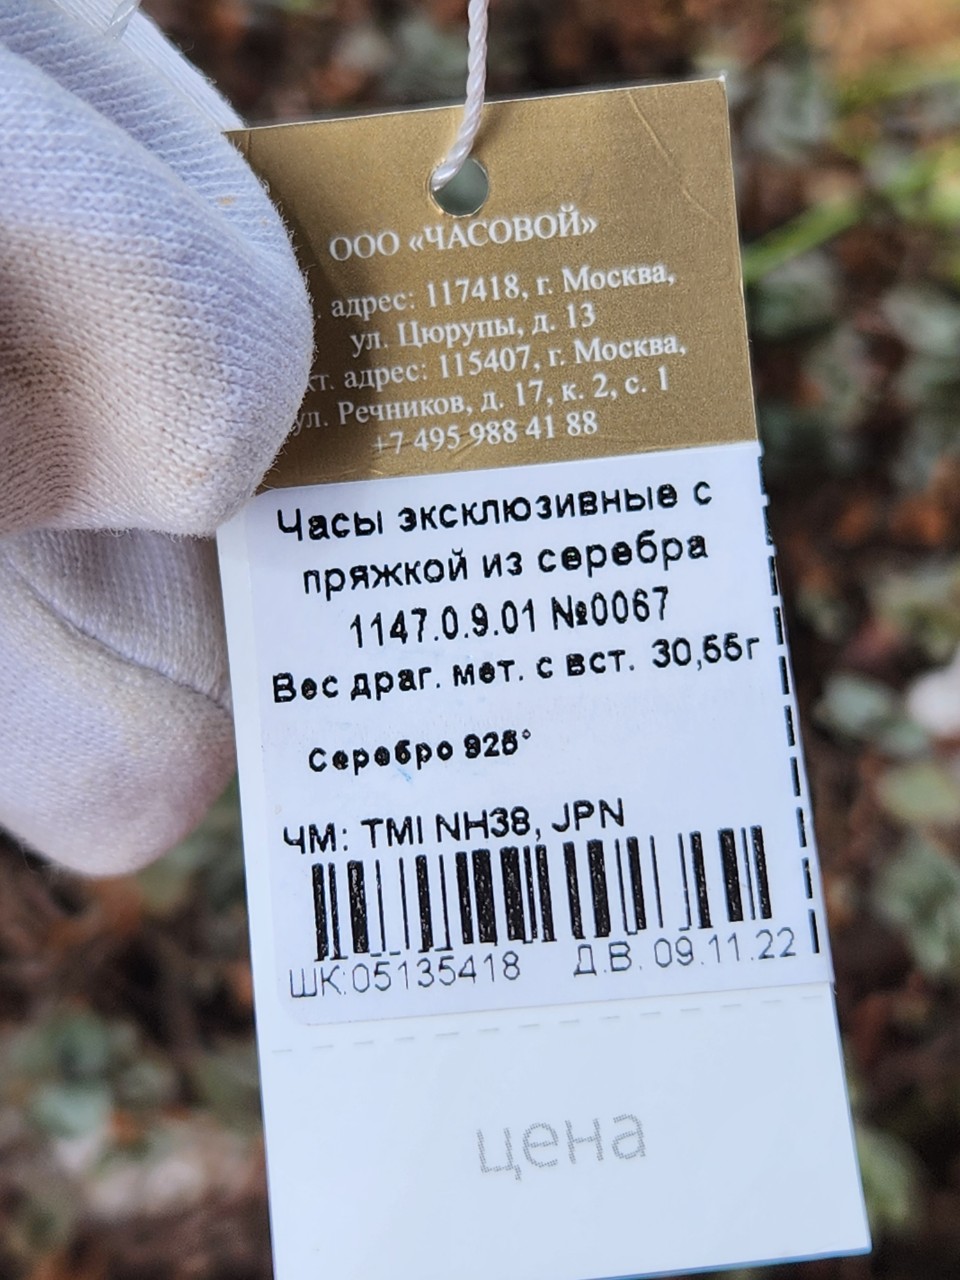 ООО «ЧАСОВОЙ»
адрес: 117418, г. Москва,
ул. Цюрупы, д. 13
кт. адрес: 115407, г. Москва,
ул. Речников, д. 17, к. 2, с. 1
+7 495 988 41 88
Часы эксклюзивные с
пряжкой из серебра
1147.0.9.01 №0067
Вес драг. мет. с вст. 30,55г
Серебро 925°
ЧМ: TMI NH38, JPN
ШК:05135418 Д.В. 09.11.22
цена